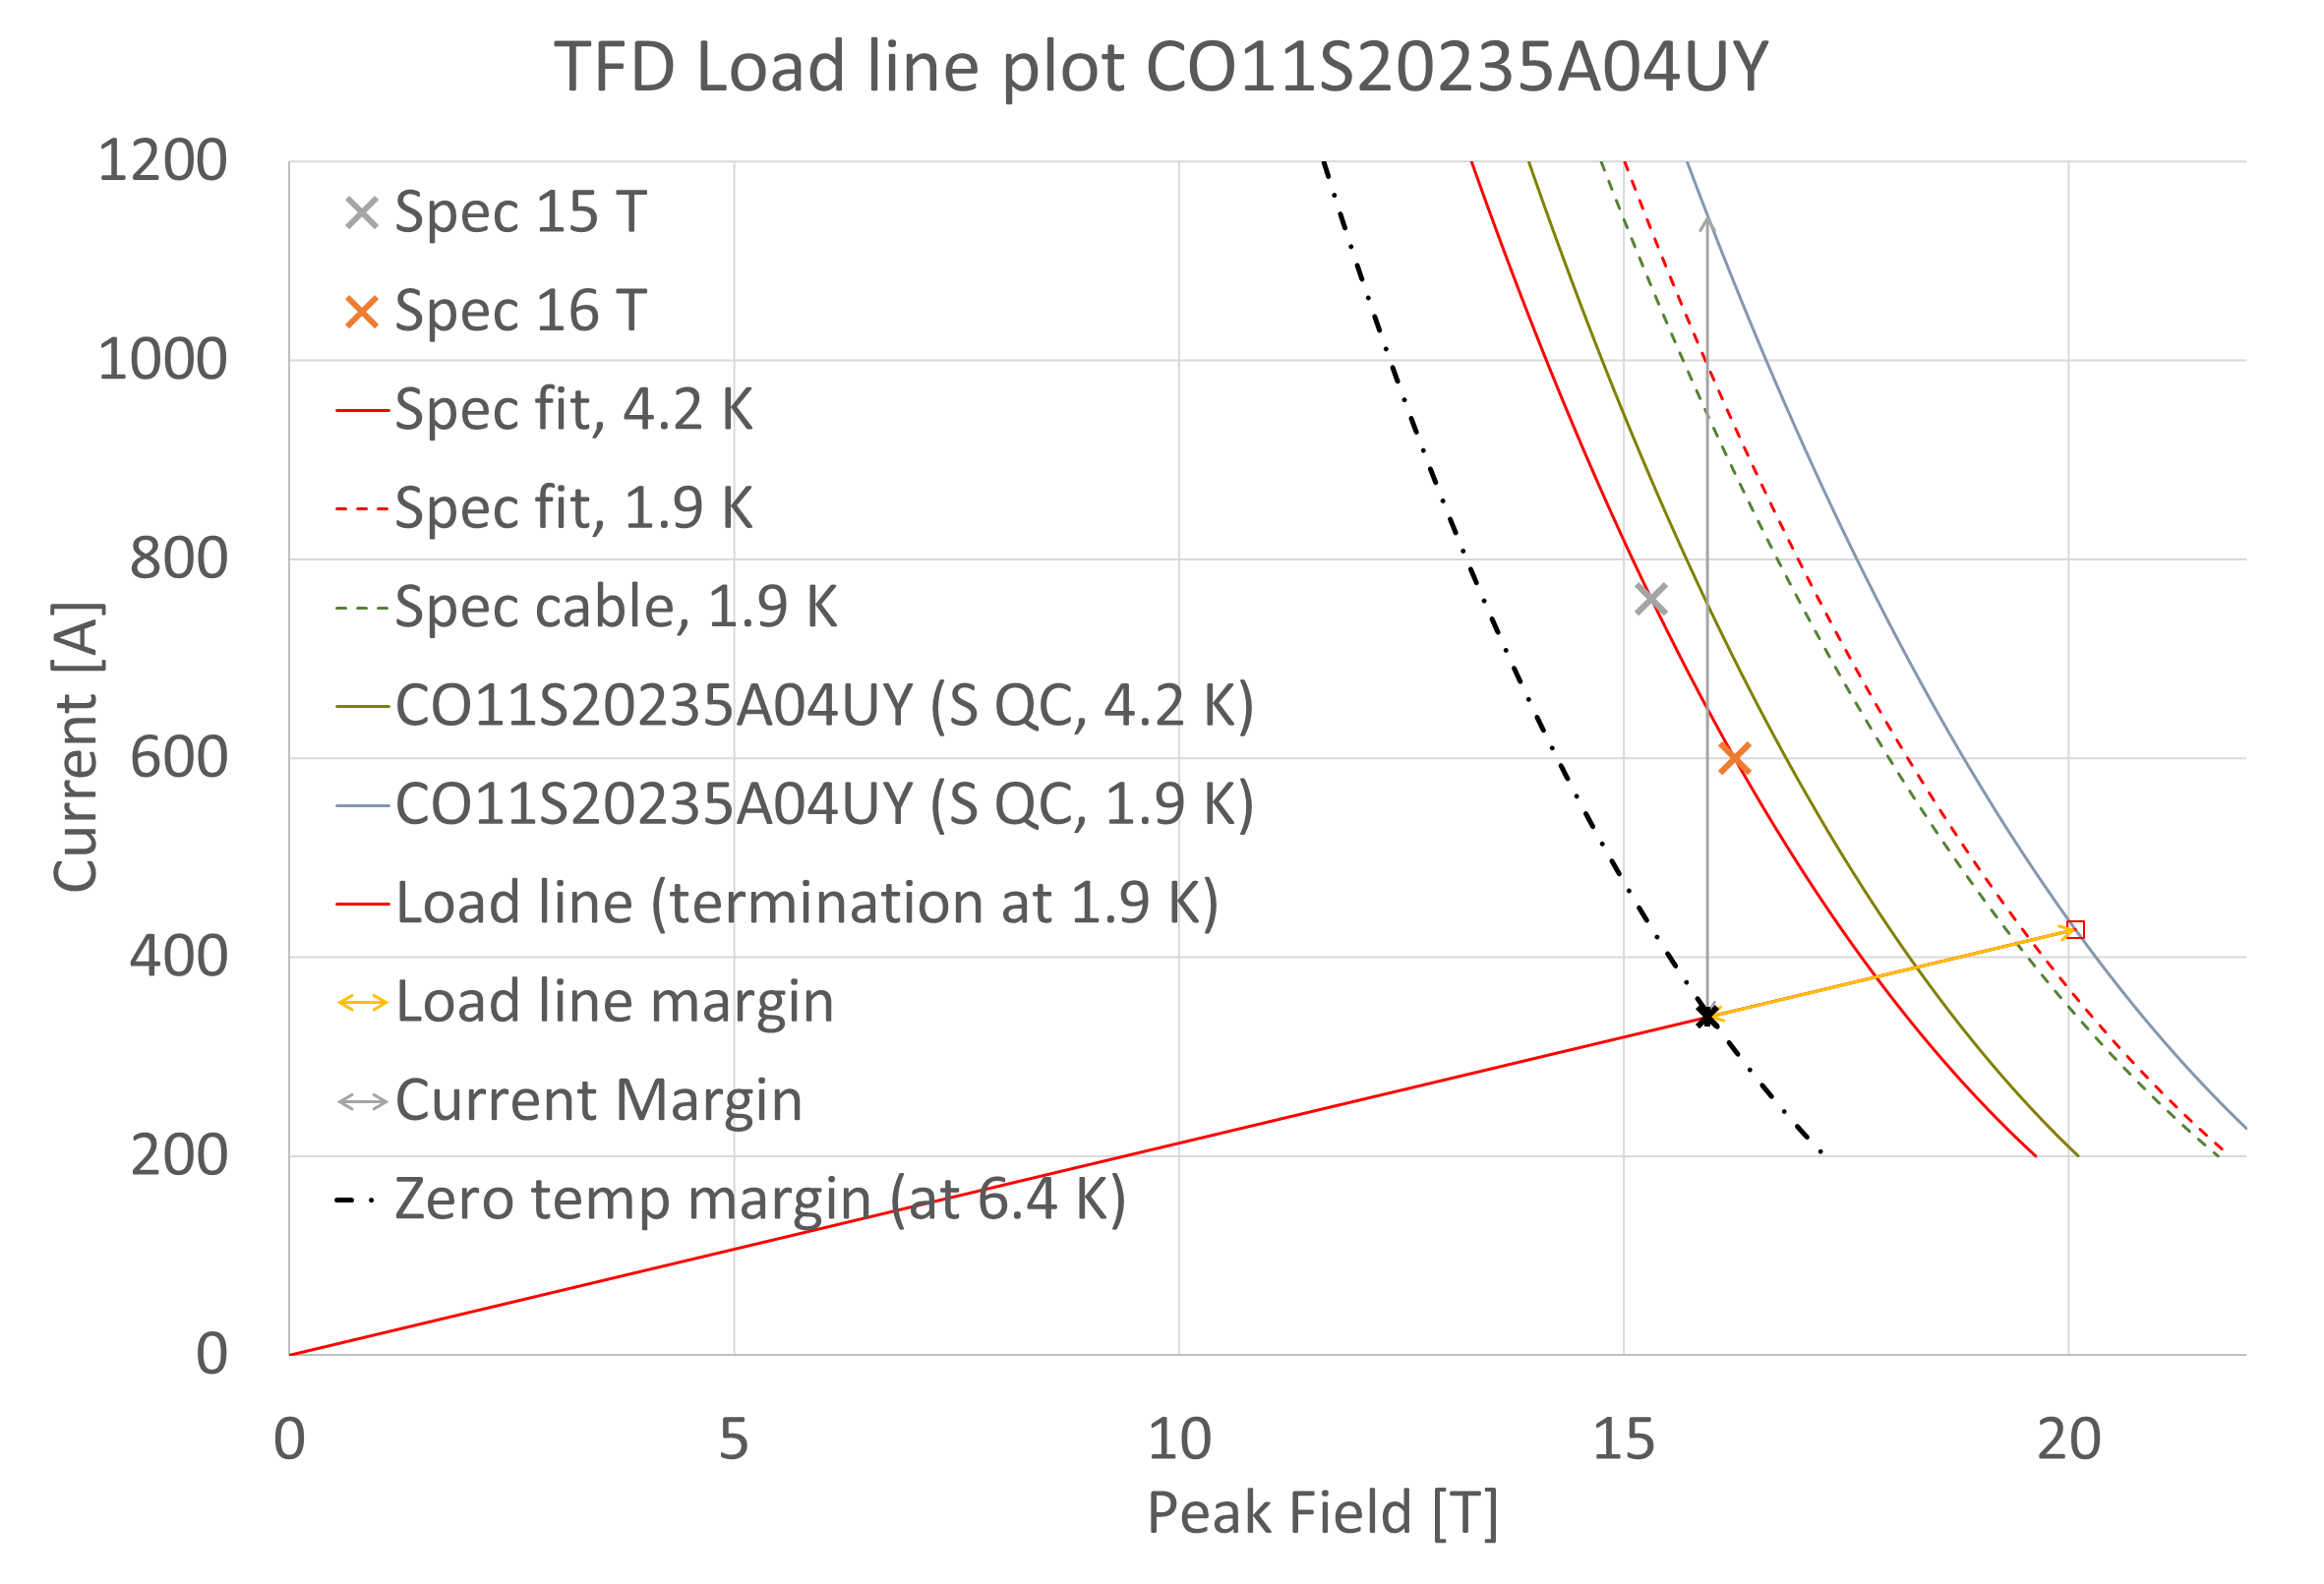 TFD Load line plot CO11S20235A04UY
1200
1000
800
600
400
200
0
Current [A]
Spec 15 T
Spec 16 T
Spec fit, 4.2 K
Spec fit, 1.9 K
Spec cable, 1.9 K
CO11S20235A04UY (S QC, 4.2 K)
CO11S20235A04UY (S QC, 1.9 K)
Load line (termination at 1.9 K)
Load line margin
Current Margin
Zero temp margin (at 6.4 K)
0 5 10 15 20
Peak Field [T]